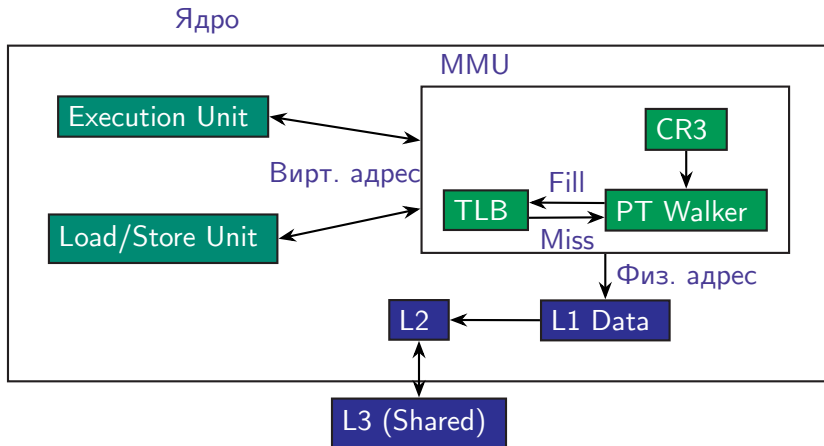 Ядро
MMU
Execution Unit
CR3
Вирт. адрес
Fill
TLB
PT Walker
Load/Store Unit
Miss
Физ. адрес
L2
L1 Data
L3 (Shared)